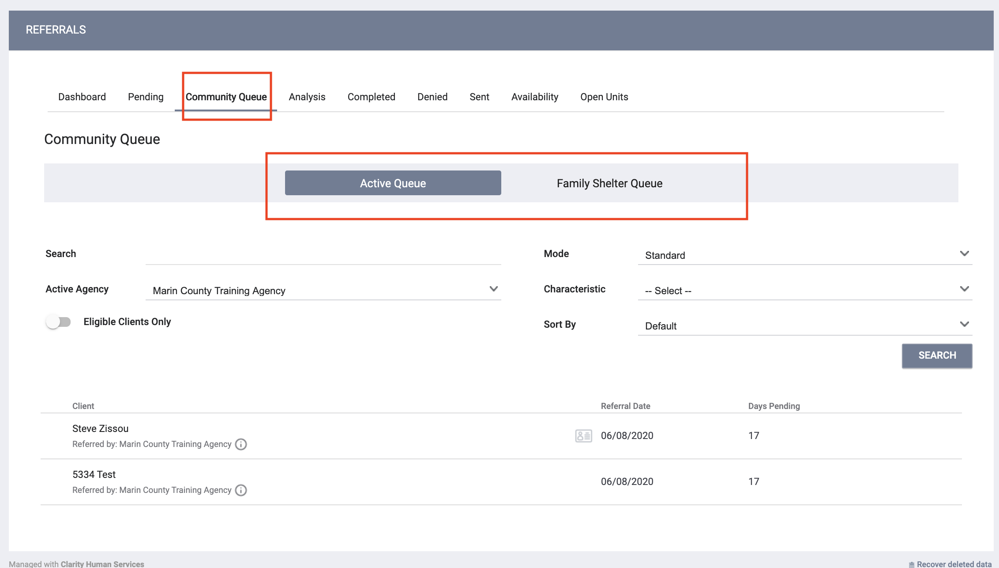 REFERRALS
Dashboard Pending Community Queue Analysis Completed Denied Sent Availability Open Units
Community Queue
Active Queue Family Shelter Queue
Search Mode Standard
Active Agency Marin County Training Agency Characteristic -- Select --
Eligible Clients Only Sort By Default
SEARCH
Client Referral Date Days Pending
Steve Zissou 06/08/2020 17
Referred by: Marin County Training Agency
5334 Test 06/08/2020 17
Referred by: Marin County Training Agency
Managed with Clarity Human Services Recover deleted data